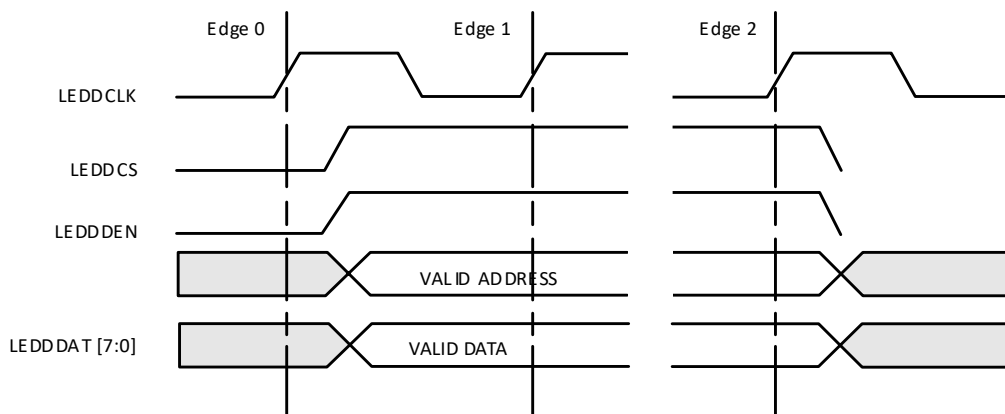 Edge 0 Edge 1 Edge 2
LEDDCLK
LEDDCS
LEDDDEN
VALID ADDRESS
LEDDDAT [7:0] VALID DATA